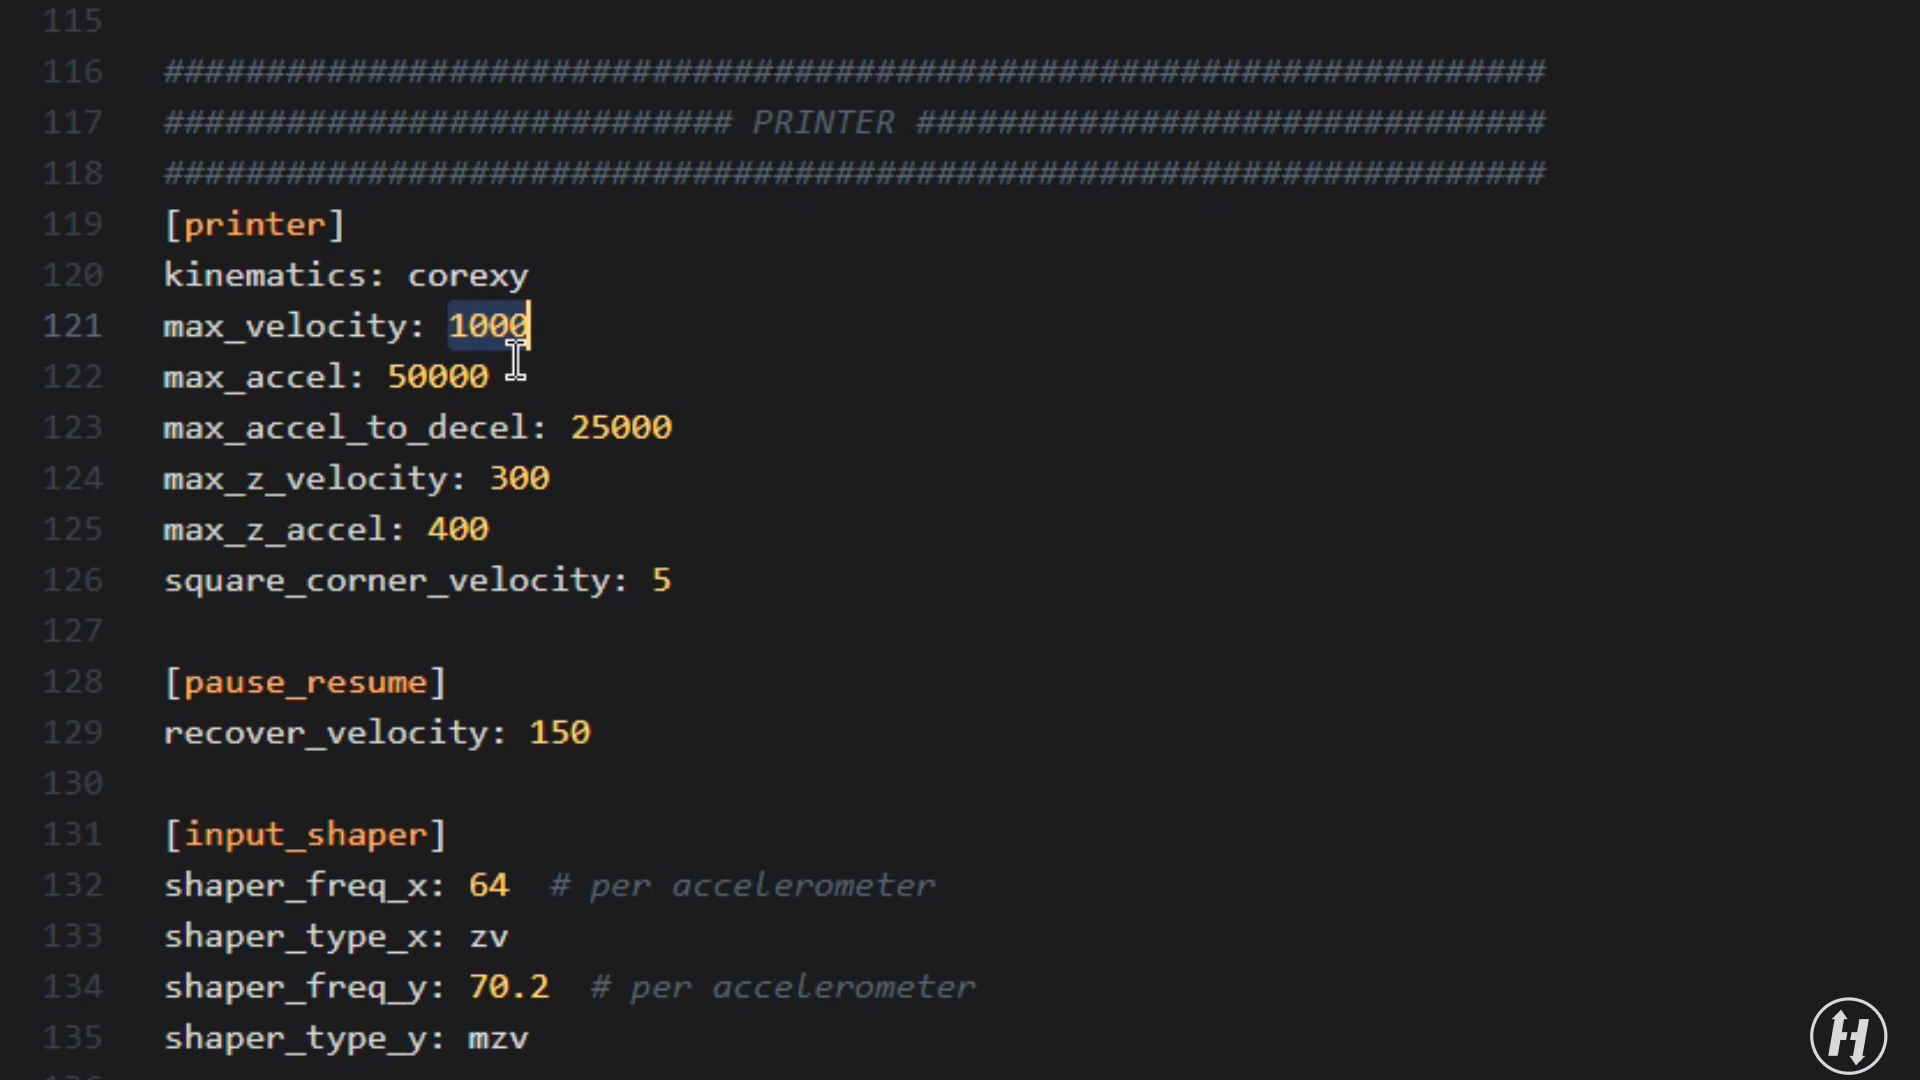 115
116 ####################################################################
117 ############################ PRINTER ###############################
118 ####################################################################
119 [printer]
120 kinematics: corexy
121 max_velocity: 1000
122 max_accel: 50000
123 max_accel_to_decel: 25000
124 max_z_velocity: 300
125 max_z_accel: 400
126 square_corner_velocity: 5
127
128 [pause_resume]
129 recover_velocity: 150
130
131 [input_shaper]
132 shaper_freq_x: 64  # per accelerometer
133 shaper_type_x: zv
134 shaper_freq_y: 70.2  # per accelerometer
135 shaper_type_y: mzv
H